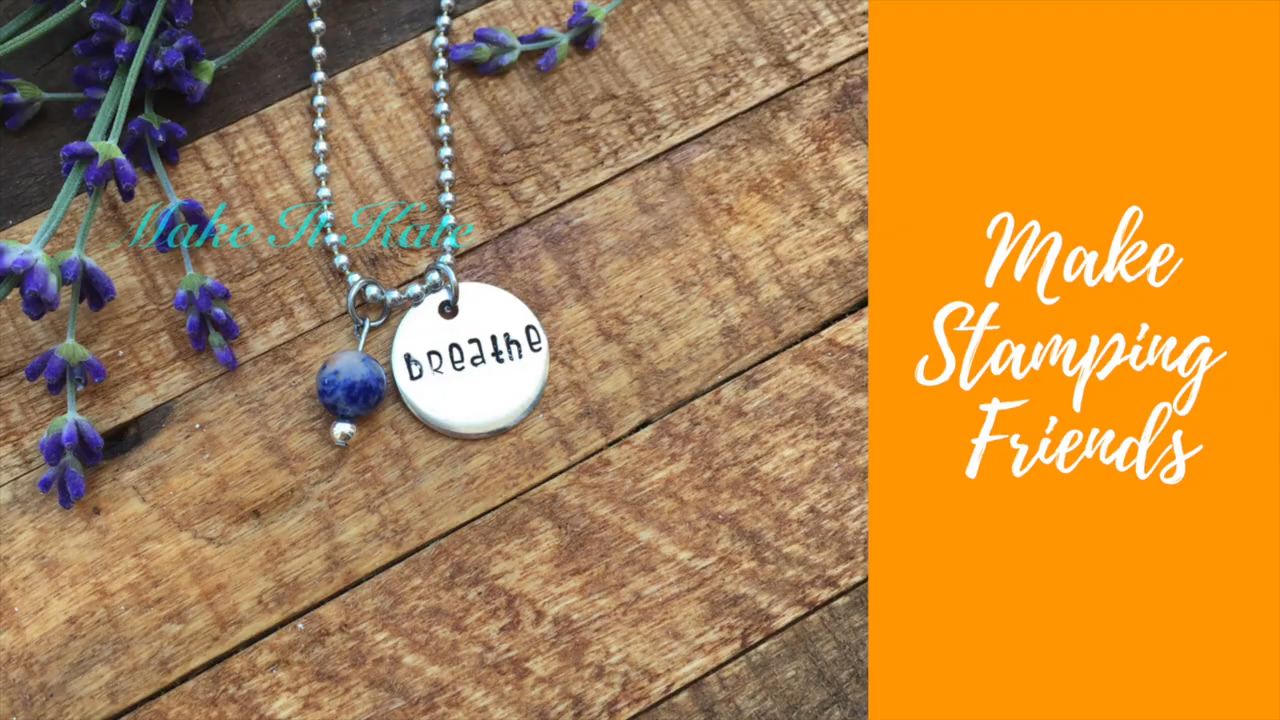 Make It Kate
breathe
Make
Stamping
Friends